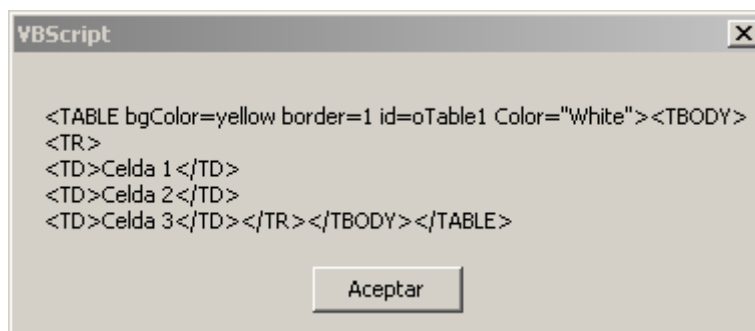 VBScript
<TABLE bgColor=yellow border=1 id=oTable1 Color="White"><TBODY>
<TR>
<TD>Celda 1</TD>
<TD>Celda 2</TD>
<TD>Celda 3</TD></TR></TBODY></TABLE>
Aceptar